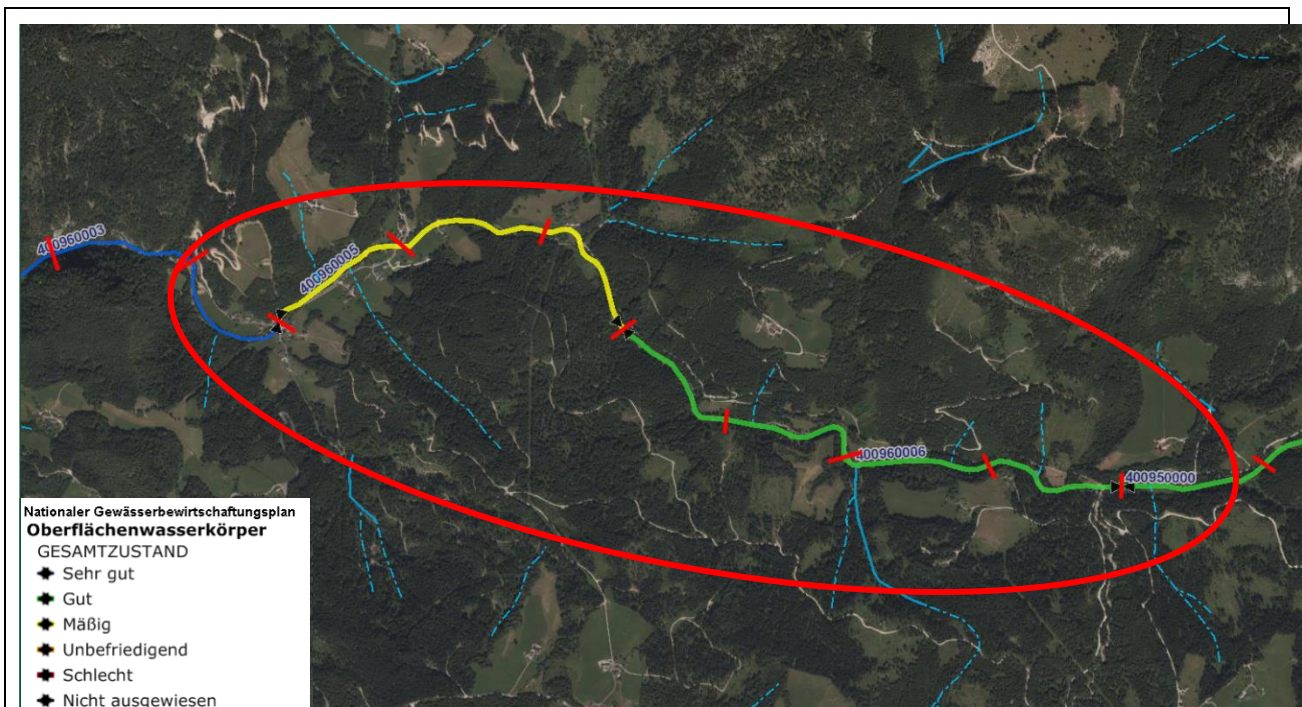 400960003
400960005
400960006
400950000
Nationaler Gewässerbewirtschaftungsplan
Oberflächenwasserkörper
GESAMTZUSTAND
Sehr gut
Gut
Mäßig
Unbefriedigend
Schlecht
Nicht ausgewiesen